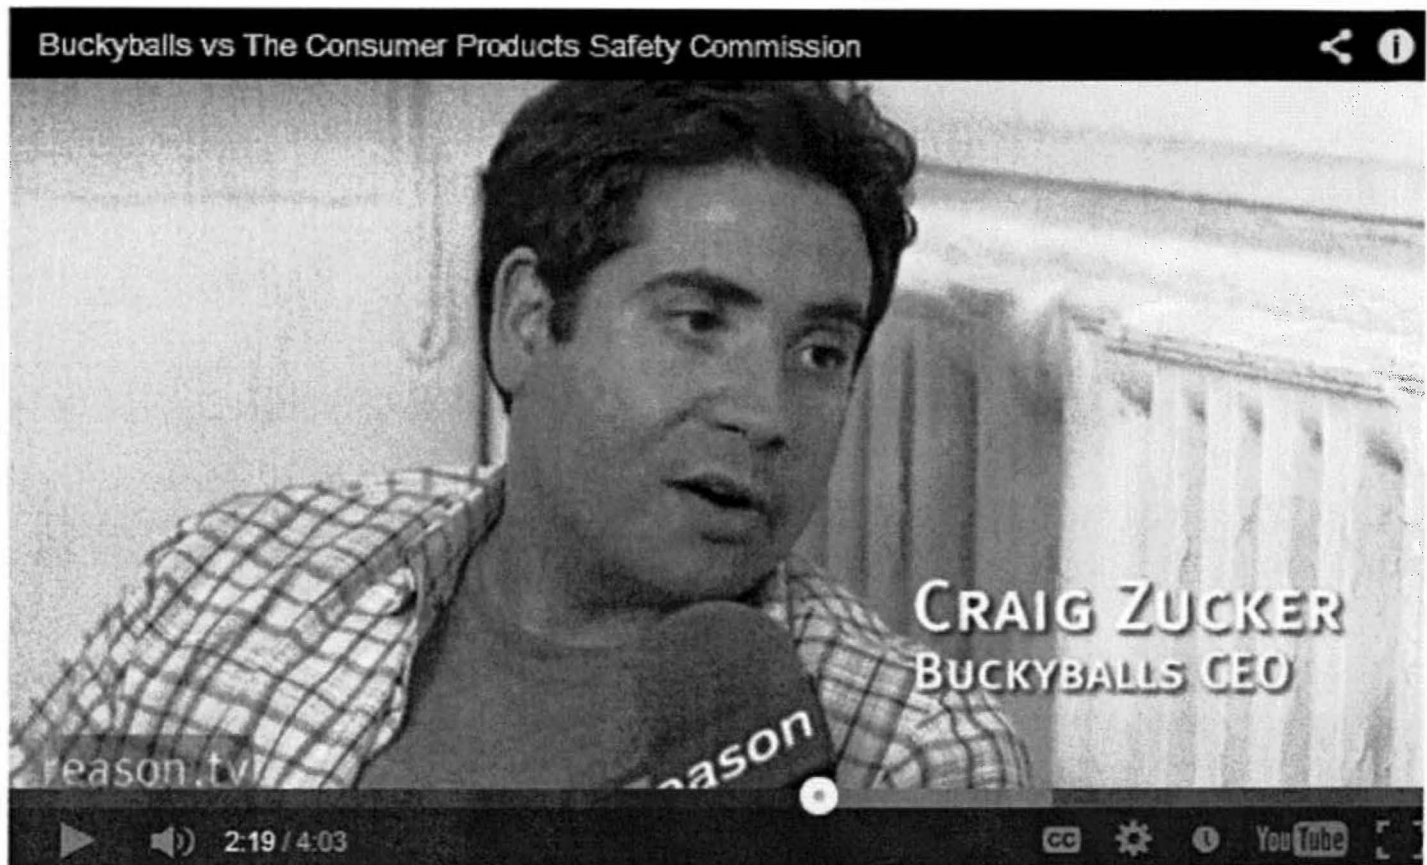 Buckyballs vs The Consumer Products Safety Commission
CRAIG ZUCKER
BUCKYBALLS CEO
reason
reason.tv
2:19 / 4:03
CC
YouTube